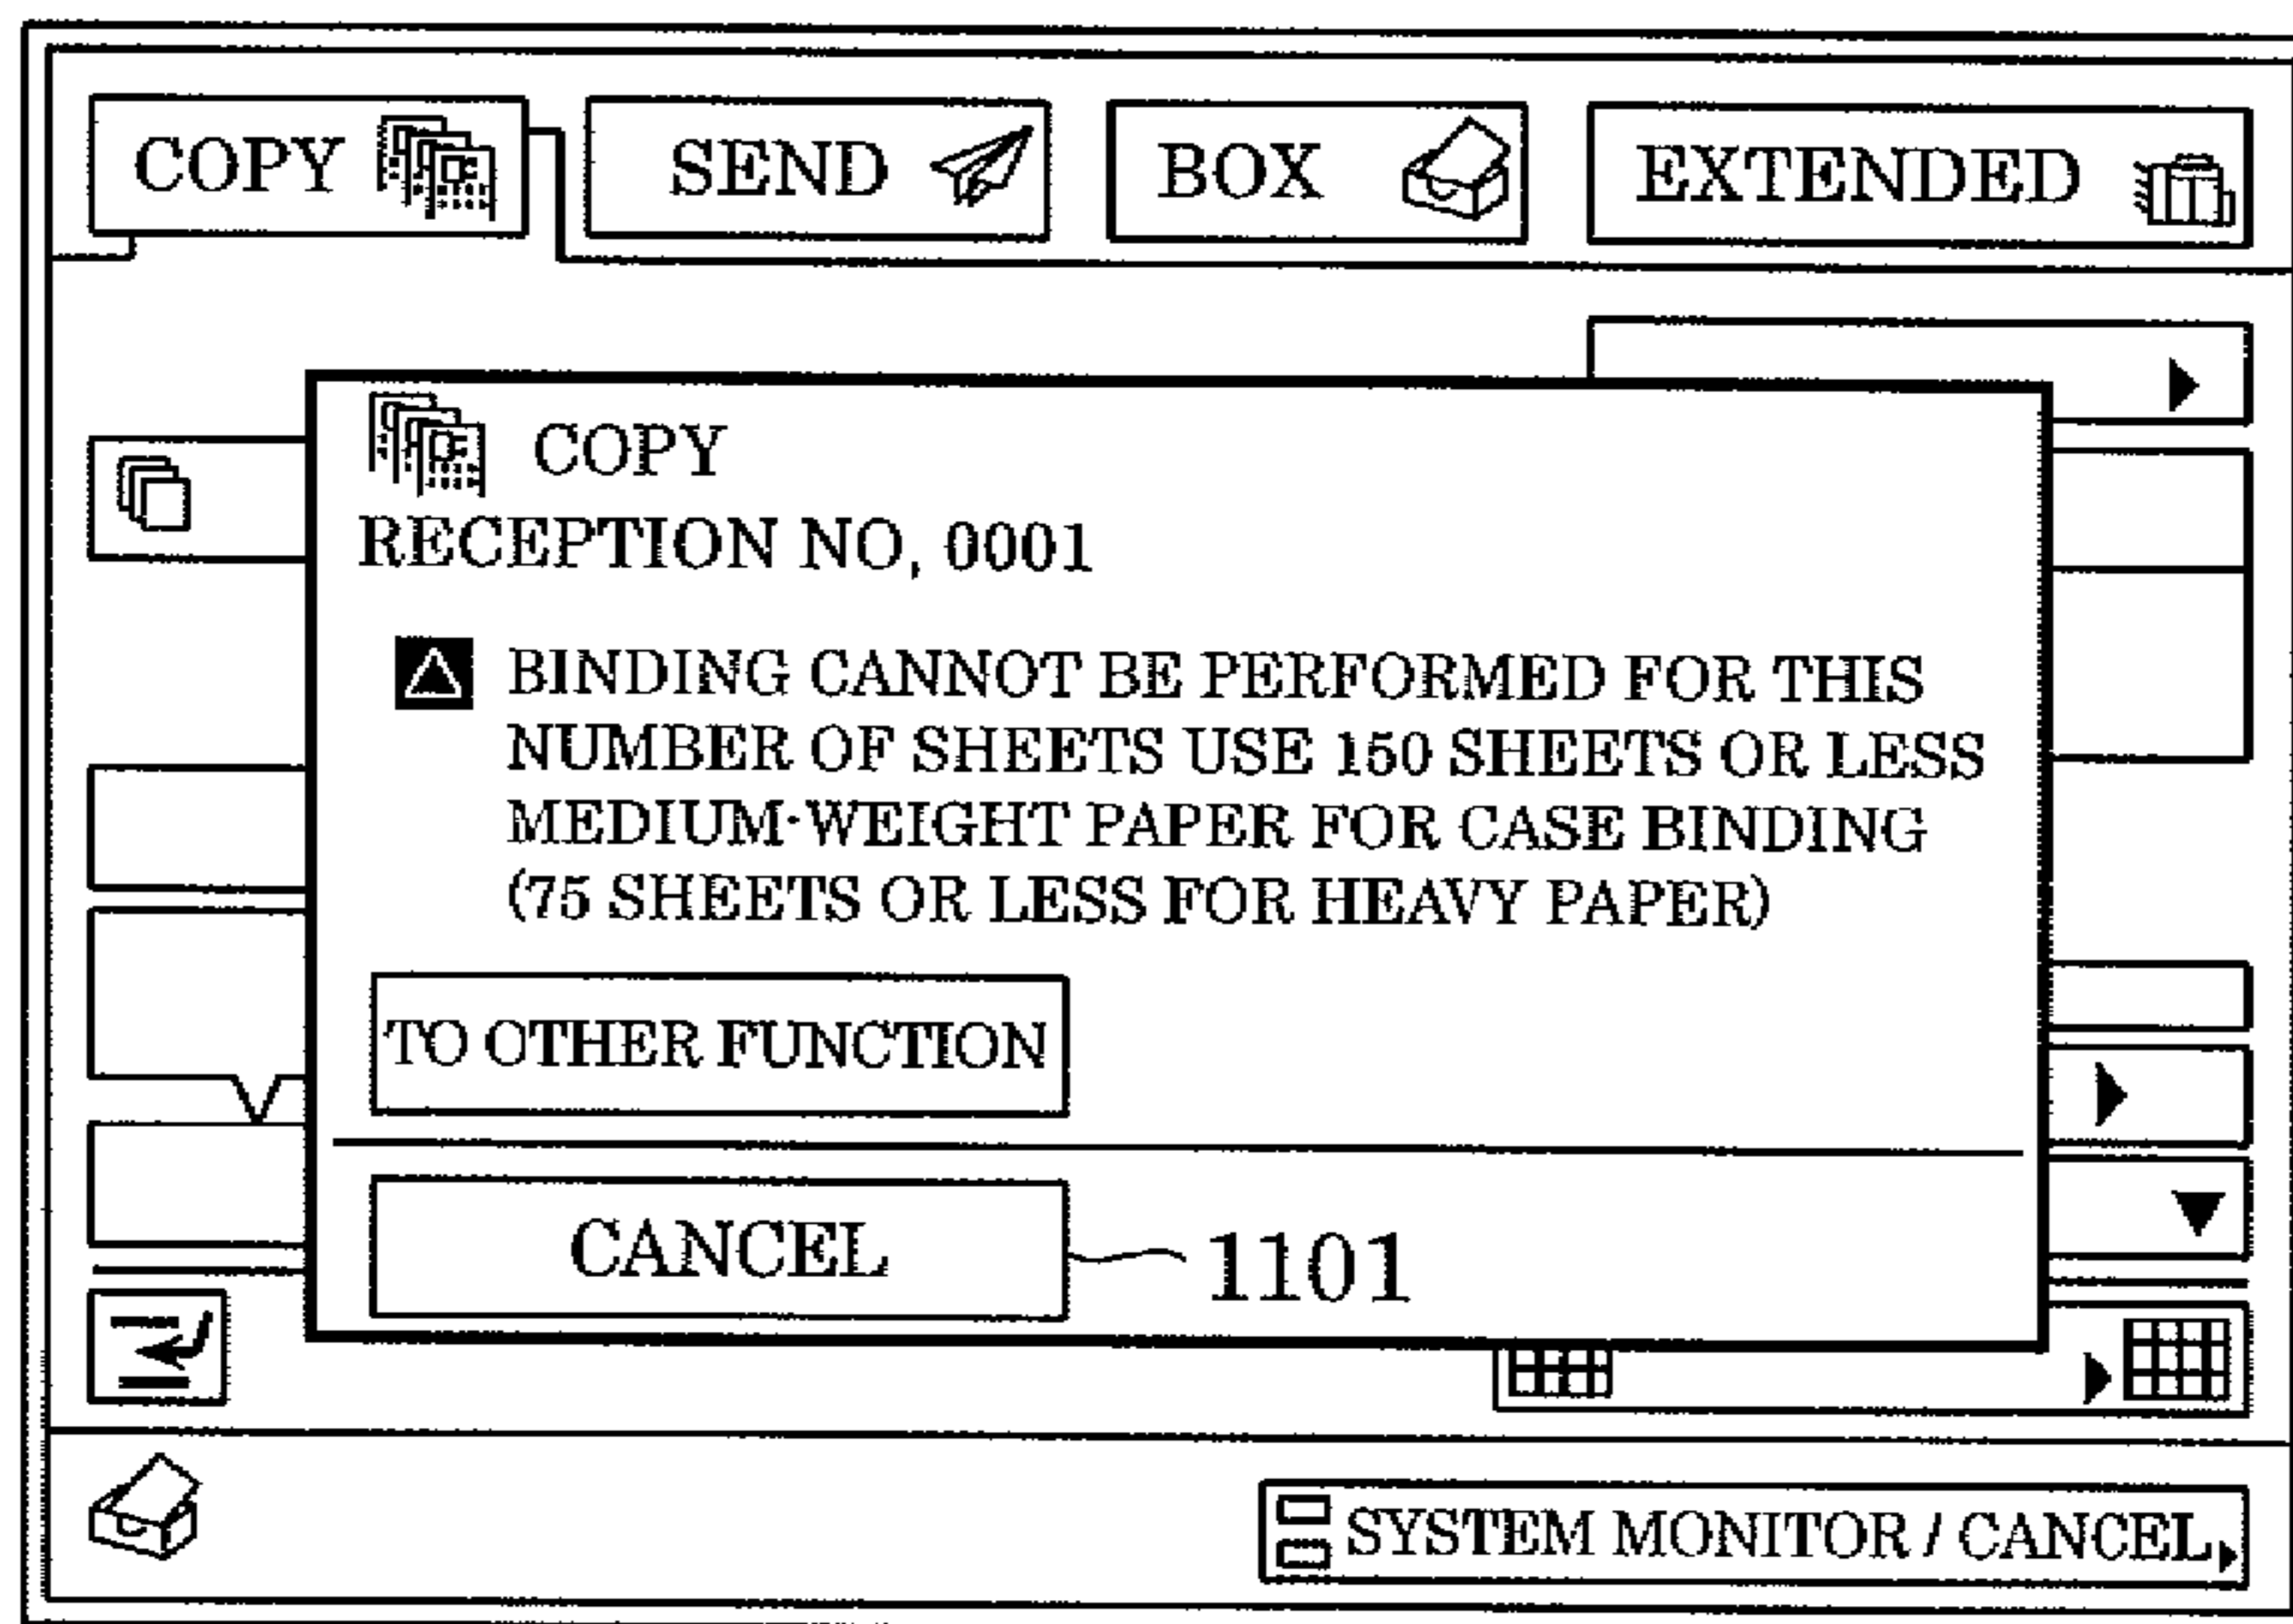 COPY
SEND
BOX
EXTENDED
COPY
RECEPTION NO, 0001
BINDING CANNOT BE PERFORMED FOR THIS
NUMBER OF SHEETS USE 150 SHEETS OR LESS
MEDIUM-WEIGHT PAPER FOR CASE BINDING
(75 SHEETS OR LESS FOR HEAVY PAPER)
TO OTHER FUNCTION
CANCEL
1101
SYSTEM MONITOR / CANCEL